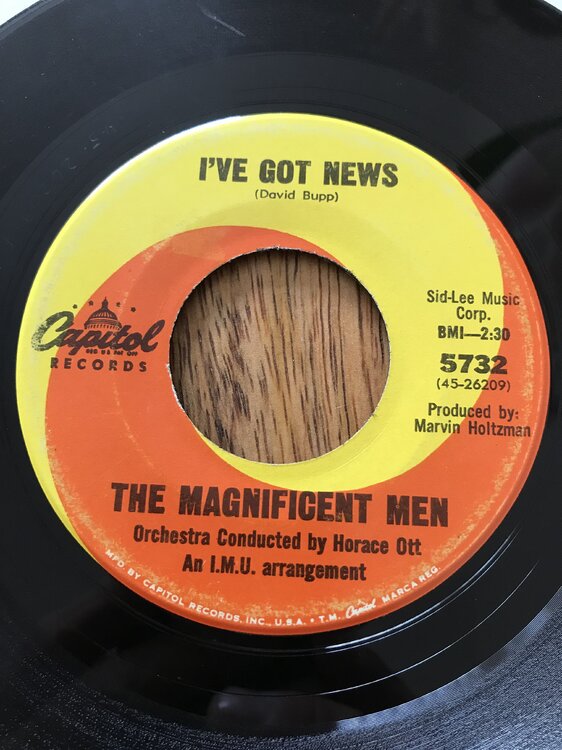 I'VE GOT NEWS
(David Bupp)
Capitol
RECORDS
Sid-Lee Music
Corp.
BMI—2:30
5732
(45-26209)
Produced by:
Marvin Holtzman
THE MAGNIFICENT MEN
Orchestra Conducted by Horace Ott
An I.M.U. arrangement
MFD. BY CAPITOL RECORDS, INC., U.S.A. • T.M. Capitol MARCA REG.